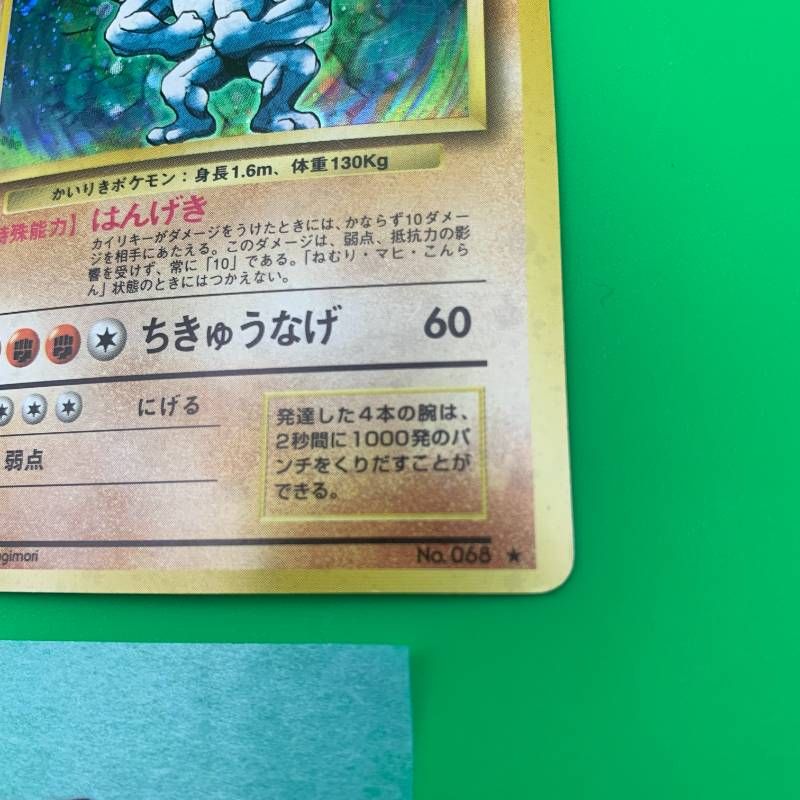 かいりきポケモン：身長1.6m、体重130Kg
特殊能力】はんげき
カイリキーがダメージをうけたときには、かならず10ダメー
ジを相手にあたえる。このダメージは、弱点、抵抗力の影
響を受けず、常に「10」である。「ねむり・マヒ・こんら
ん」状態のときにはつかえない。
ちきゅうなげ 60
にげる
発達した4本の腕は、
2秒間に1000発のパ
ンチをくりだすことが
できる。
弱点
gimori
No. 068 ★